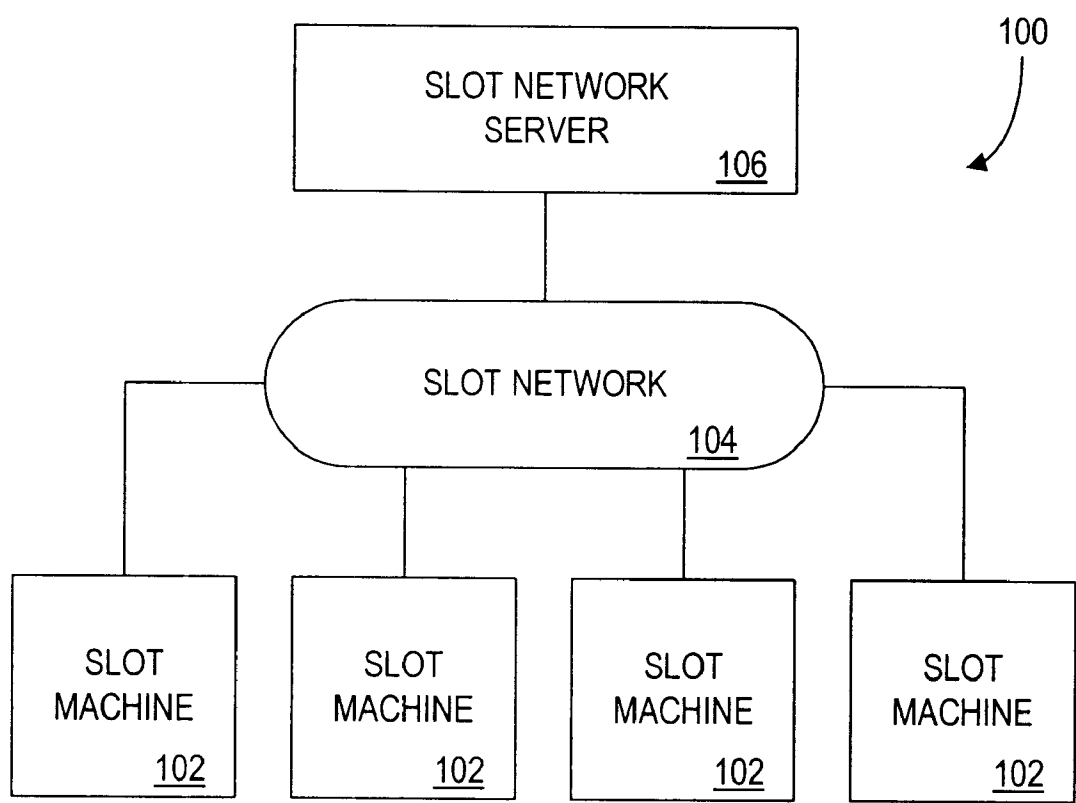 100
SLOT NETWORK
SERVER
106
SLOT NETWORK
104
SLOT
MACHINE
102
SLOT
MACHINE
102
SLOT
MACHINE
102
SLOT
MACHINE
102